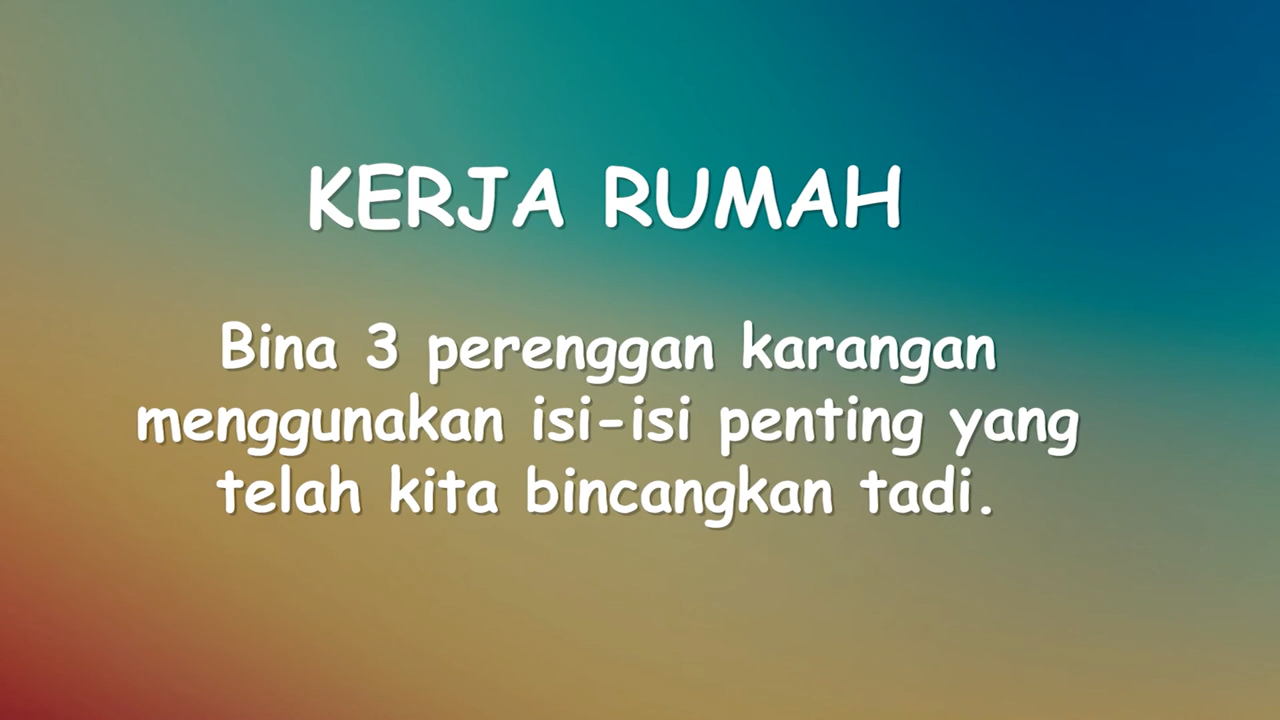 KERJA RUMAH
Bina 3 perenggan karangan
menggunakan isi-isi penting yang
telah kita bincangkan tadi.